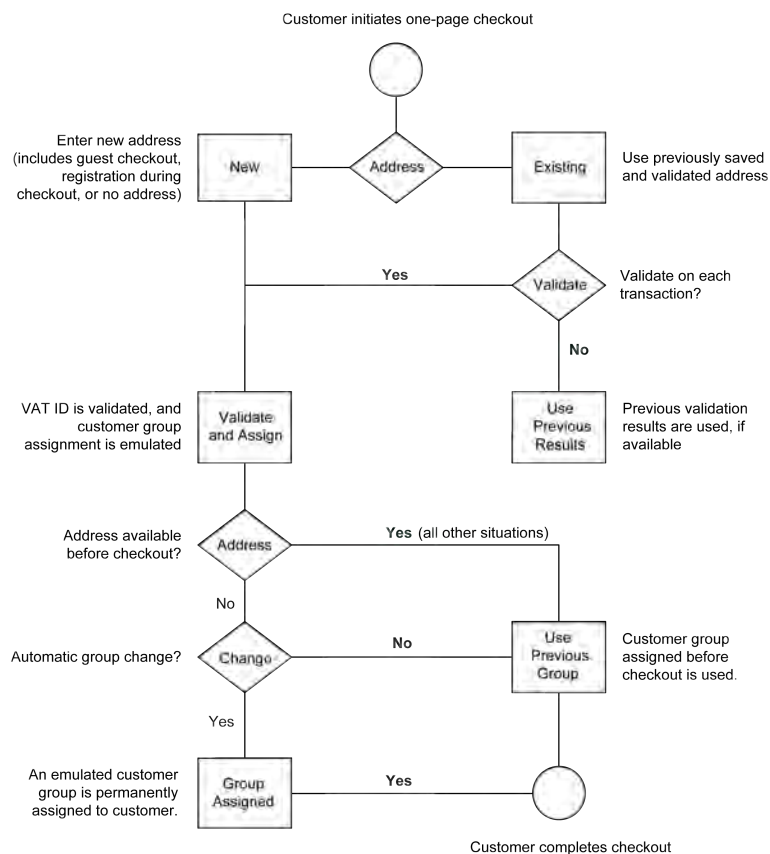 Customer initiates one-page checkout
Enter new address
(includes guest checkout,
registration during
checkout, or no address)
New
Address
Existing
Use previously saved
and validated address
Yes
Validate
Validate on each
transaction?
No
VAT ID is validated, and
customer group
assignment is emulated
Validate
and Assign
Use
Previous
Results
Previous validation
results are used, if
available
Address available
before checkout?
Address
Yes (all other situations)
No
Automatic group change?
Change
No
Use
Previous
Group
Customer group
assigned before
checkout is used.
Yes
An emulated customer
group is permanently
assigned to customer.
Group
Assigned
Yes
Customer completes checkout